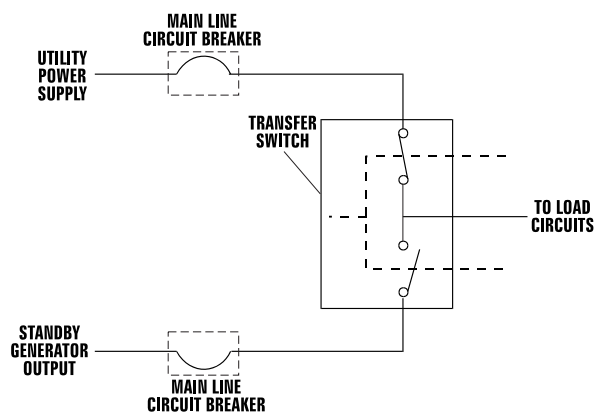 MAIN LINE
CIRCUIT BREAKER
UTILITY
POWER
SUPPLY
TRANSFER
SWITCH
TO LOAD
CIRCUITS
STANDBY
GENERATOR
OUTPUT
MAIN LINE
CIRCUIT BREAKER